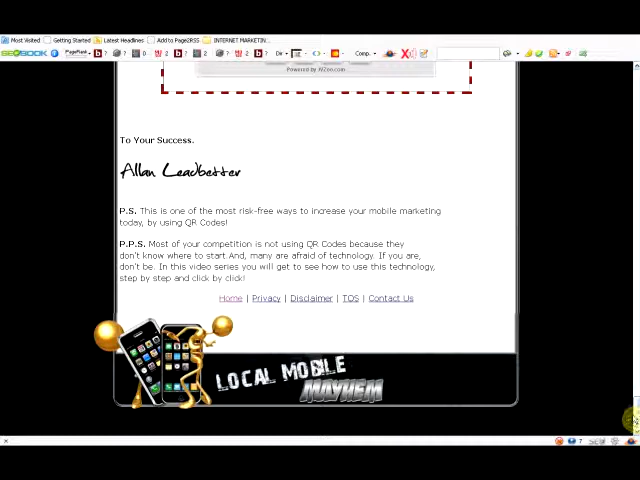 Most Visited Getting Started Latest Headlines Add to Page2RSS INTERNET MARKETIN...
SEOBOOK PageRank Dir Comp.
Powered by JVZoo.com
To Your Success.
Allan Leadbetter
P.S. This is one of the most risk-free ways to increase your mobile marketing
today, by using QR Codes!
P.P.S. Most of your competition is not using QR Codes because they
don't know where to start.And, many are afraid of technology. If you are,
don't be. In this video series you will get to see how to use this technology,
step by step and click by click!
Home | Privacy | Disclaimer | TOS | Contact Us
LOCAL MOBILE
MAYHEM